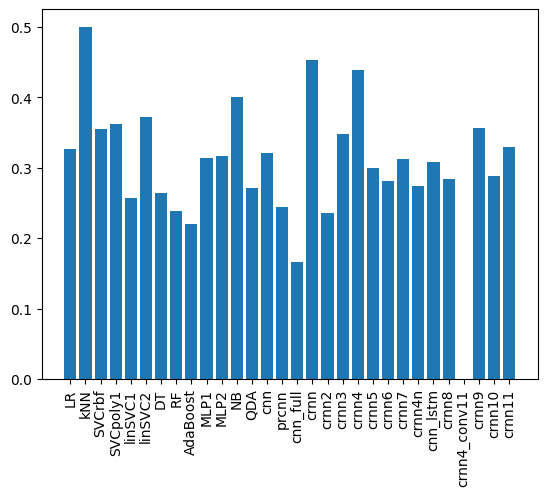 0.5
0.4
0.3
0.2
0.1
0.0
LR
kNN
SVCrbf
SVCpoly1
linSVC1
linSVC2
DT
RF
AdaBoost
MLP1
MLP2
NB
QDA
cnn
prcnn
cnn_full
crnn
crnn2
crnn3
crnn4
crnn5
crnn6
crnn7
crnn4n
cnn_lstm
crnn8
crnn4_conv11
crnn9
crnn10
crnn11